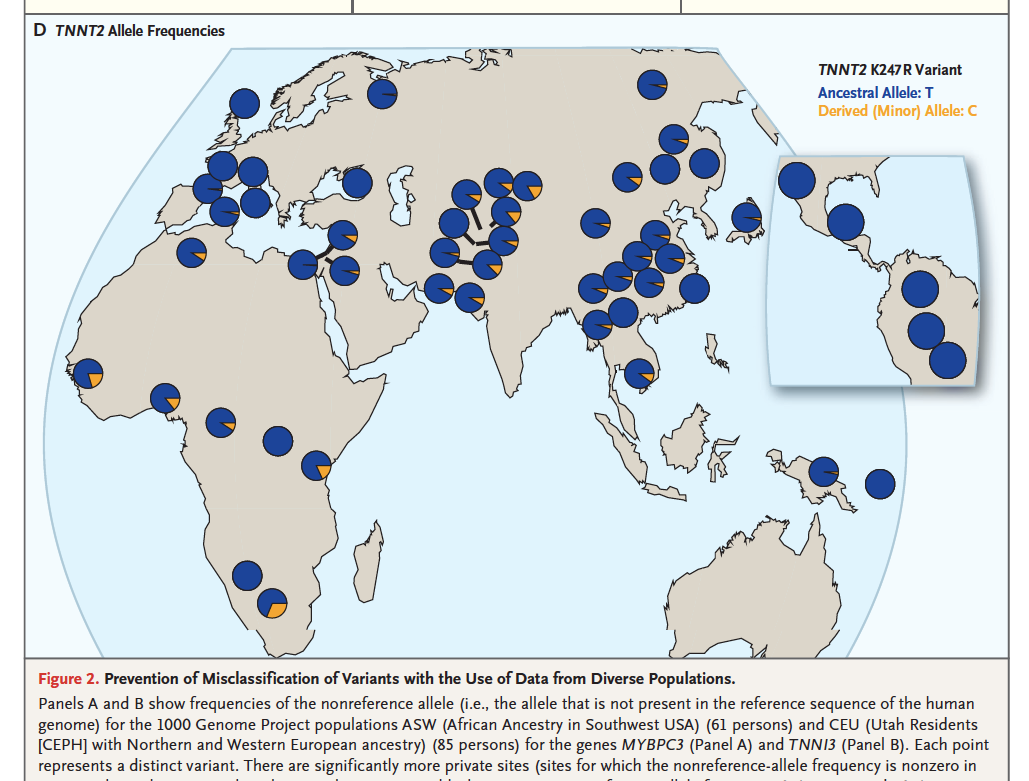 D TNNT2 Allele Frequencies
TNNT2 K247R Variant
Ancestral Allele: T
Derived (Minor) Allele: C
Figure 2. Prevention of Misclassification of Variants with the Use of Data from Diverse Populations.
Panels A and B show frequencies of the nonreference allele (i.e., the allele that is not present in the reference sequence of the human
genome) for the 1000 Genome Project populations ASW (African Ancestry in Southwest USA) (61 persons) and CEU (Utah Residents
[CEPH] with Northern and Western European ancestry) (85 persons) for the genes MYBPC3 (Panel A) and TNNI3 (Panel B). Each point
represents a distinct variant. There are significantly more private sites (sites for which the nonreference-allele frequency is nonzero in